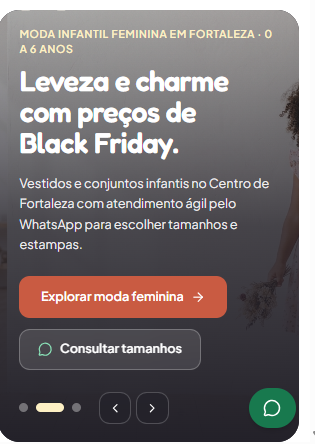 MODA INFANTIL FEMININA EM FORTALEZA · 0
A 6 ANOS
Leveza e charme
com preços de
Black Friday.
Vestidos e conjuntos infantis no Centro de
Fortaleza com atendimento ágil pelo
WhatsApp para escolher tamanhos e
estampas.
Explorar moda feminina →
Consultar tamanhos